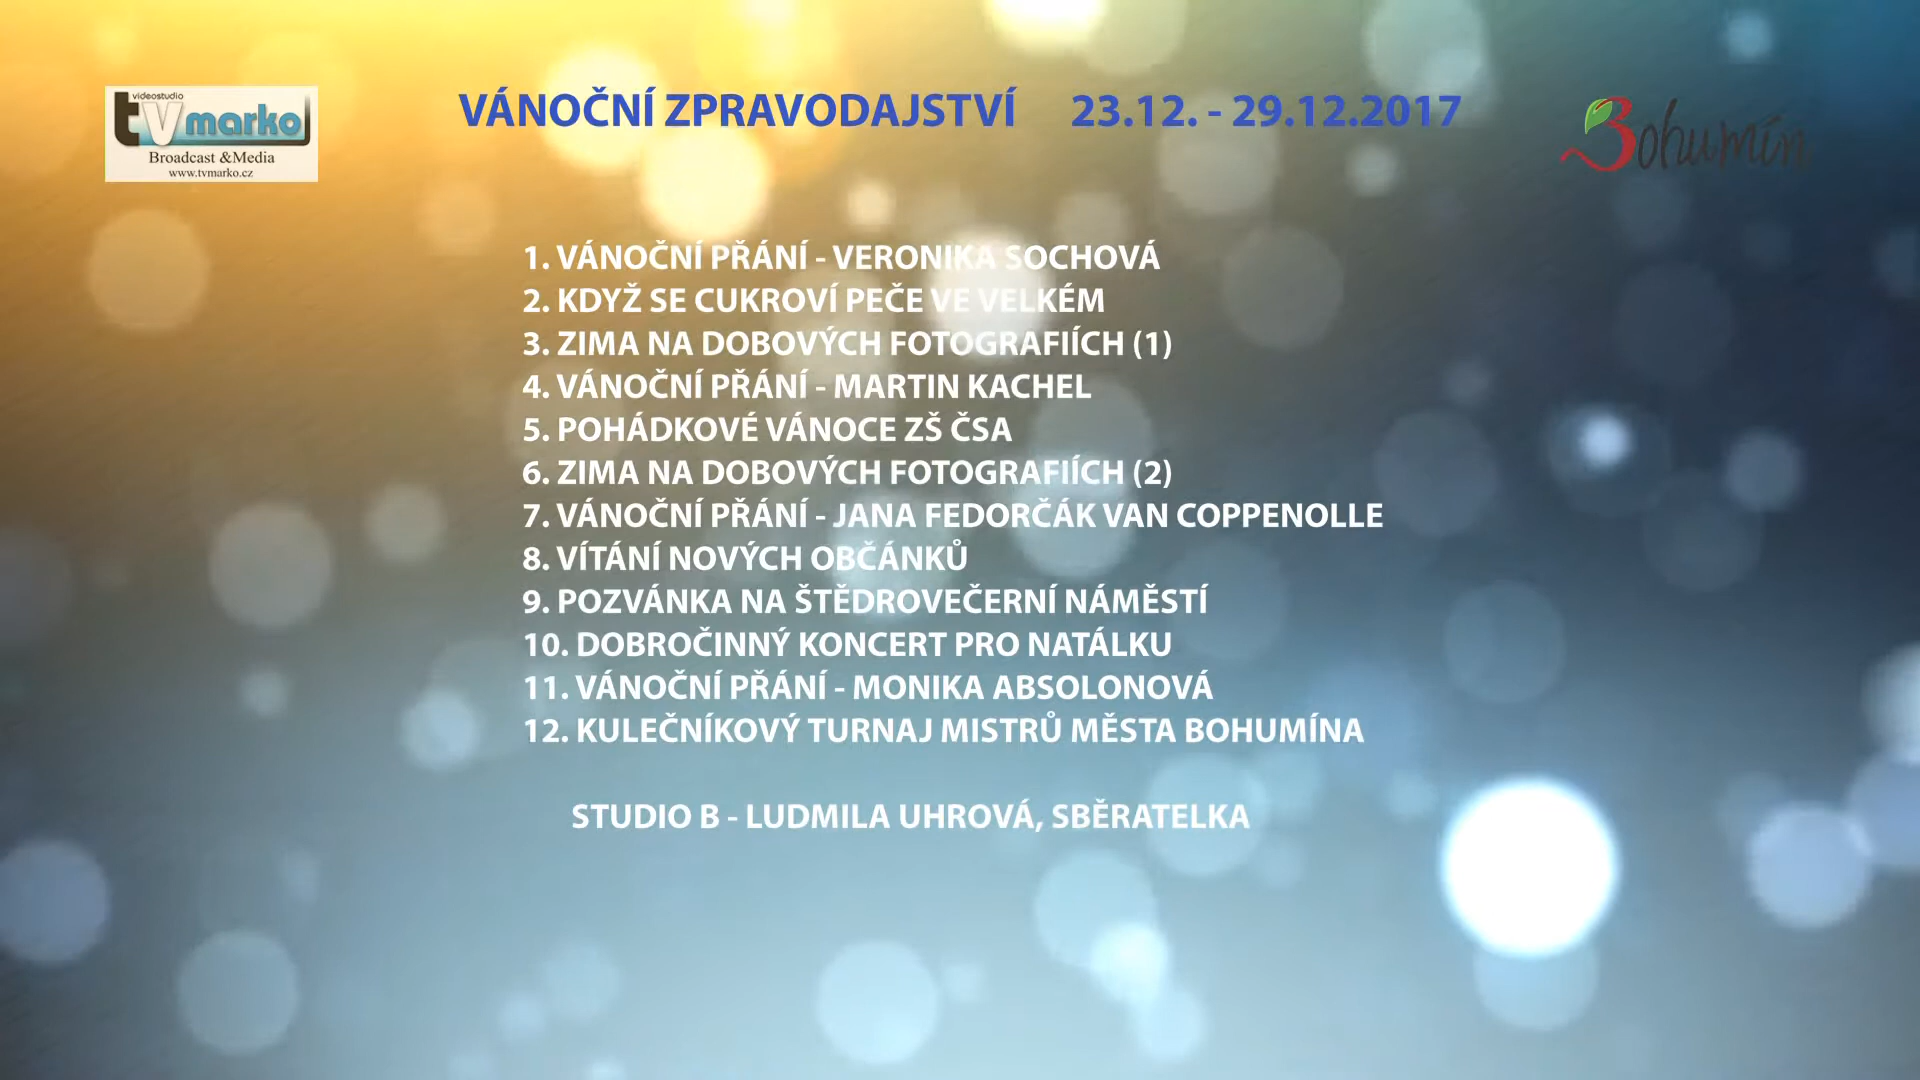 videostudio
tvmarko
Broadcast &Media
www.tvmarko.cz
VÁNOČNÍ ZPRAVODAJSTVÍ 23.12. - 29.12.2017
Bohumín
1. VÁNOČNÍ PŘÁNÍ - VERONIKA SOCHOVÁ
2. KDYŽ SE CUKROVÍ PEČE VE VELKÉM
3. ZIMA NA DOBOVÝCH FOTOGRAFIÍCH (1)
4. VÁNOČNÍ PŘÁNÍ - MARTIN KACHEL
5. POHÁDKOVÉ VÁNOCE ZŠ ČSA
6. ZIMA NA DOBOVÝCH FOTOGRAFIÍCH (2)
7. VÁNOČNÍ PŘÁNÍ - JANA FEDORČÁK VAN COPPENOLLE
8. VÍTÁNÍ NOVÝCH OBČÁNKŮ
9. POZVÁNKA NA ŠTĚDROVEČERNÍ NÁMĚSTÍ
10. DOBROČINNÝ KONCERT PRO NATÁLKU
11. VÁNOČNÍ PŘÁNÍ - MONIKA ABSOLONOVÁ
12. KULEČNÍKOVÝ TURNAJ MISTRŮ MĚSTA BOHUMÍNA
STUDIO B - LUDMILA UHROVÁ, SBĚRATELKA